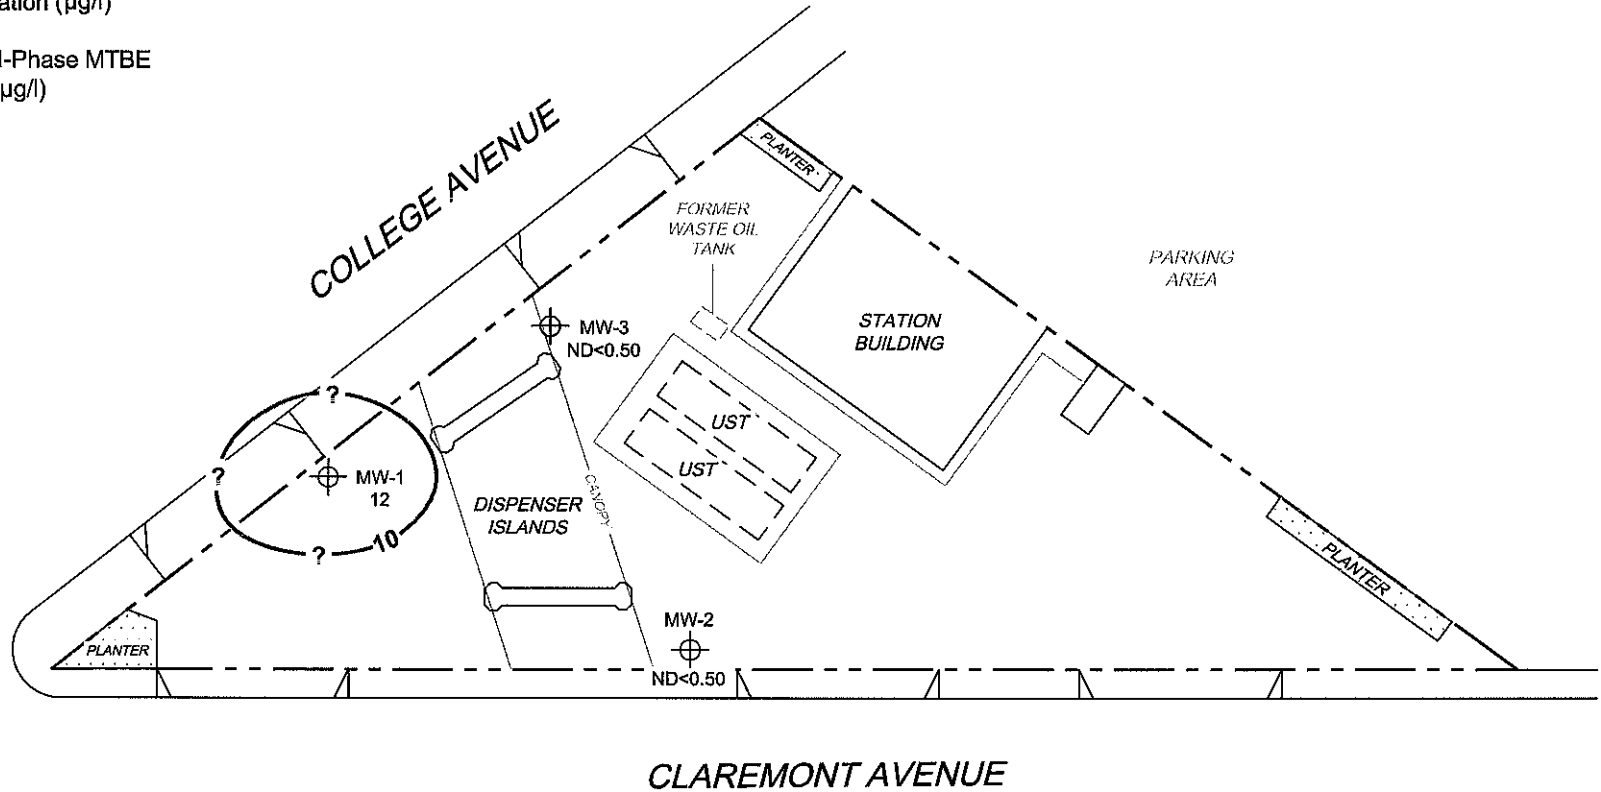 ation (µg/l)
l-Phase MTBE
µg/l)
COLLEGE AVENUE
PLANTER
FORMER
WASTE OIL
TANK
PARKING
AREA
STATION
BUILDING
MW-3
ND<0.50
?
UST
UST
?
MW-1
12
CANOPY
DISPENSER
ISLANDS
?
10
PLANTER
MW-2
PLANTER
ND<0.50
CLAREMONT AVENUE